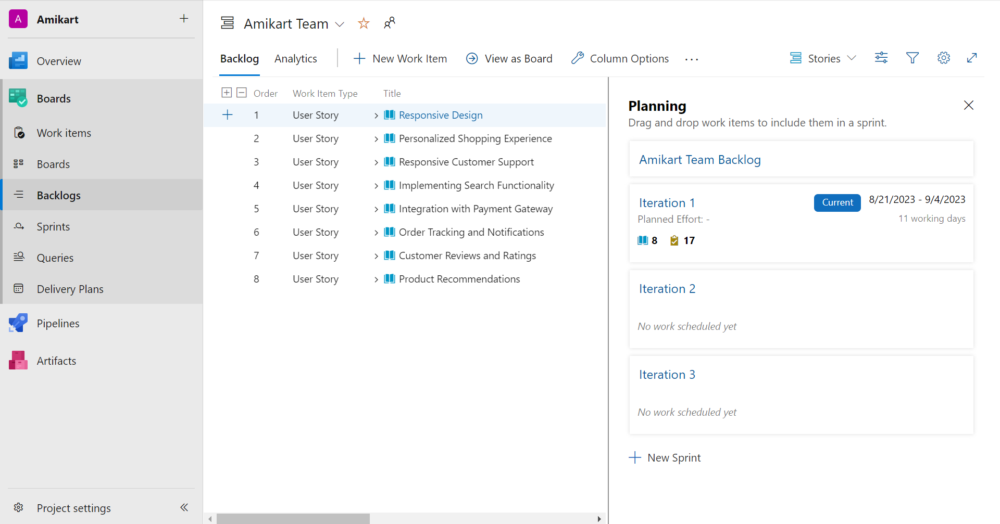 A Amikart
Overview
Boards
Work items
Boards
Backlogs
Sprints
Queries
Delivery Plans
Pipelines
Artifacts
Project settings
Amikart Team
Backlog Analytics New Work Item View as Board Column Options ... Stories
Order Work Item Type Title
1 User Story Responsive Design
2 User Story Personalized Shopping Experience
3 User Story Responsive Customer Support
4 User Story Implementing Search Functionality
5 User Story Integration with Payment Gateway
6 User Story Order Tracking and Notifications
7 User Story Customer Reviews and Ratings
8 User Story Product Recommendations
Planning
Drag and drop work items to include them in a sprint.
Amikart Team Backlog
Iteration 1 Current 8/21/2023 - 9/4/2023
Planned Effort: - 11 working days
8 17
Iteration 2
No work scheduled yet
Iteration 3
No work scheduled yet
New Sprint